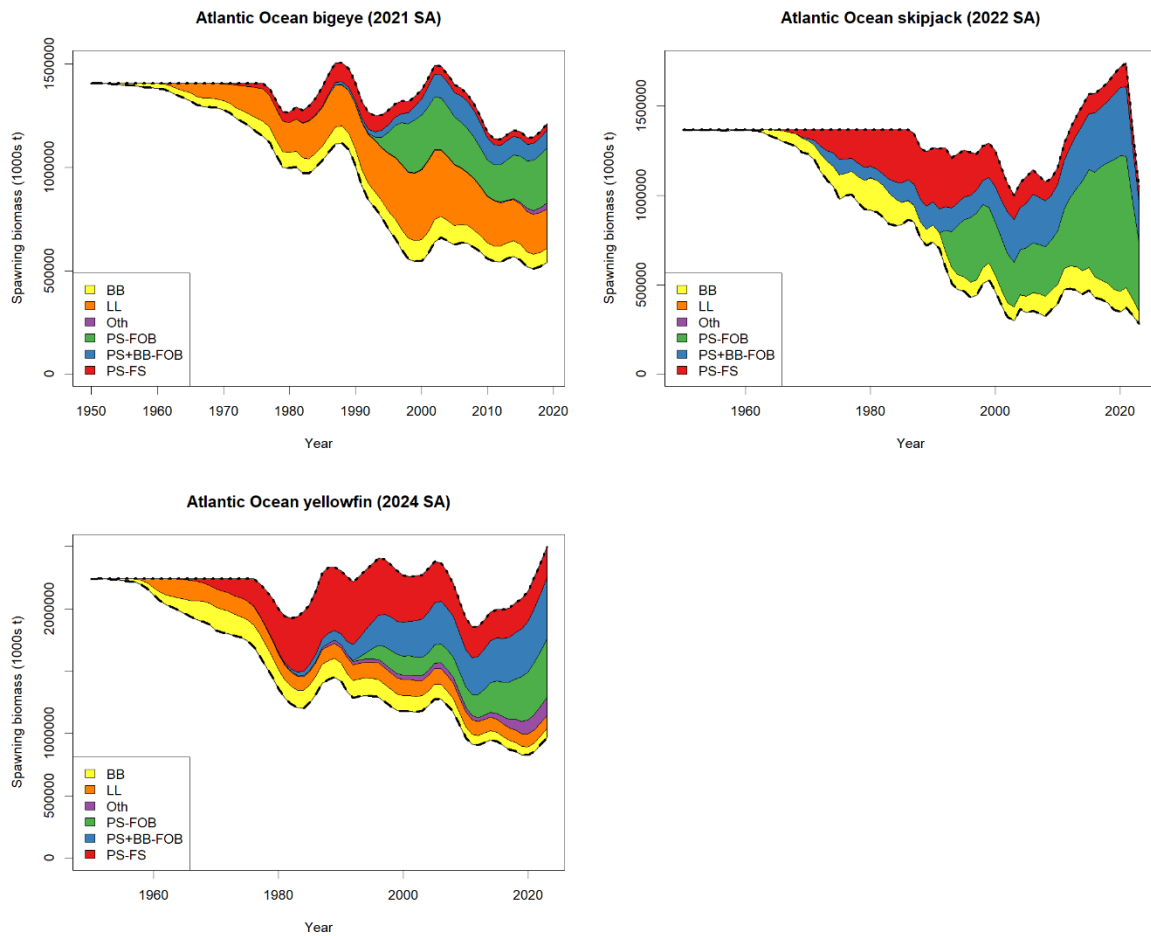 Atlantic Ocean bigeye (2021 SA)
Spawning biomass (1000s t)
1500000
1000000
500000
0
BB
LL
Oth
PS-FOB
PS+BB-FOB
PS-FS
1950 1960 1970 1980 1990 2000 2010 2020
Year
Atlantic Ocean skipjack (2022 SA)
Spawning biomass (1000s t)
1500000
1000000
500000
0
BB
LL
Oth
PS-FOB
PS+BB-FOB
PS-FS
1960 1980 2000 2020
Year
Atlantic Ocean yellowfin (2024 SA)
Spawning biomass (1000s t)
2000000
1000000
500000
0
BB
LL
Oth
PS-FOB
PS+BB-FOB
PS-FS
1960 1980 2000 2020
Year